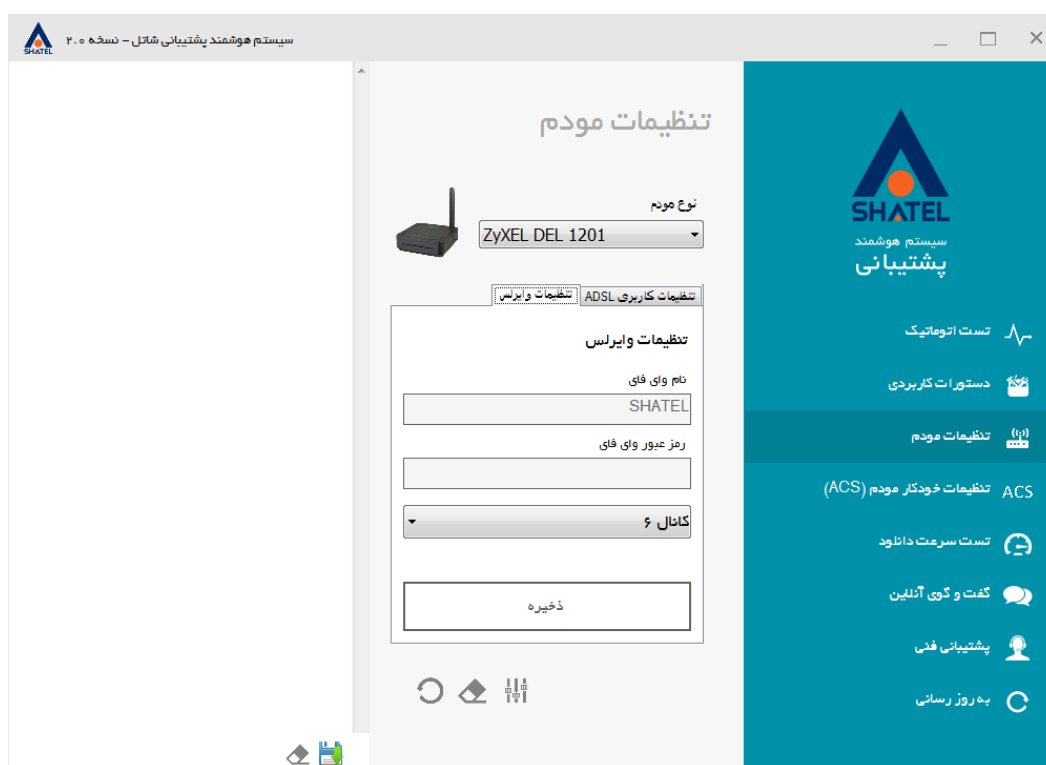 سیستم هوشمند پشتیبانی شاتل - نسخه ۲.۰
SHATEL
SHATEL
سیستم هوشمند
پشتیبانی
تست اتوماتیک
دستورات کاربردی
تنظیمات مودم
ACS تنظیمات خودکار مودم (ACS)
تست سرعت دانلود
گفت و گوی آنلاین
پشتیبانی فنی
به روز رسانی
تنظیمات مودم
نوع مودم
ZyXEL DEL 1201
تنظیمات کاربری ADSL
تنظیمات وایرلس
تنظیمات وایرلس
نام وای فای
SHATEL
رمز عبور وای فای
کانال ۶
ذخیره